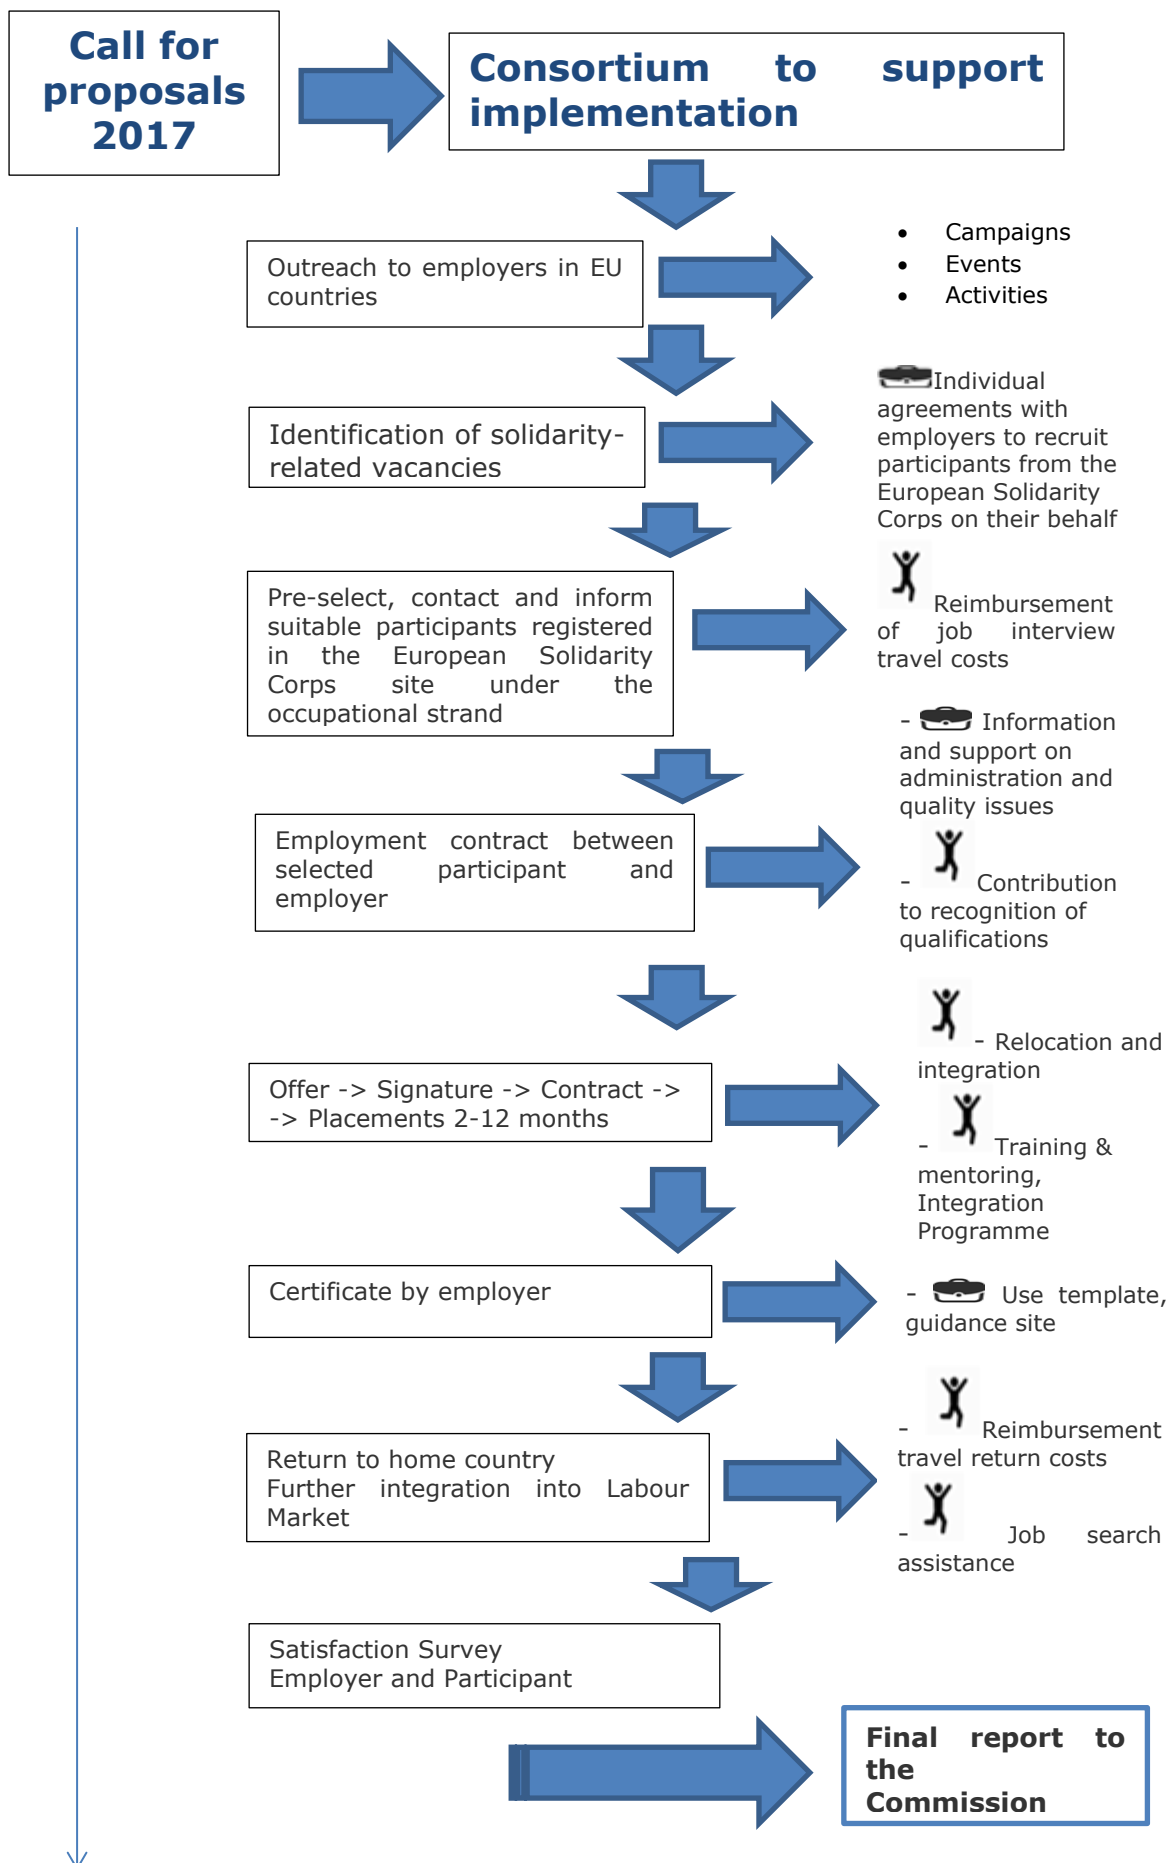 Call for
proposals
2017
Consortium to support
implementation
Outreach to employers in EU
countries
• Campaigns
• Events
• Activities
Identification of solidarity-
related vacancies
Individual
agreements with
employers to recruit
participants from the
European Solidarity
Corps on their behalf
Pre-select, contact and inform
suitable participants registered
in the European Solidarity
Corps site under the
occupational strand
Reimbursement
of job interview
travel costs
Employment contract between
selected participant and
employer
- Information
and support on
administration and
quality issues
- Contribution
to recognition of
qualifications
Offer -> Signature -> Contract ->
-> Placements 2-12 months
- Relocation and
integration
- Training &
mentoring,
Integration
Programme
Certificate by employer
- Use template,
guidance site
Return to home country
Further integration into Labour
Market
- Reimbursement
travel return costs
- Job search
assistance
Satisfaction Survey
Employer and Participant
Final report to
the
Commission